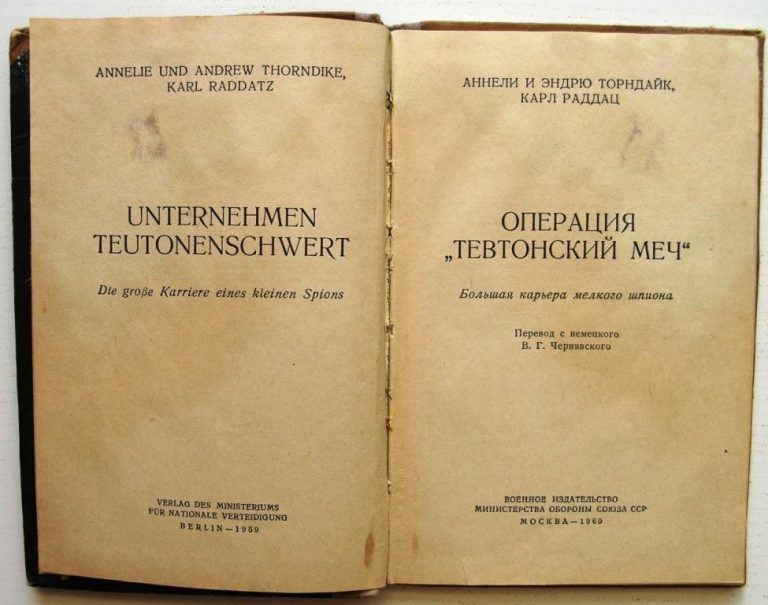 ANNELIE UND ANDREW THORNDIKE,
KARL RADDATZ
UNTERNEHMEN
TEUTONENSCHWERT
Die große Karriere eines kleinen Spions
VERLAG DES MINISTERIUMS
FÜR NATIONALE VERTEIDIGUNG
BERLIN—1959
АННЕЛИ И ЭНДРЮ ТОРНДАЙК,
КАРЛ РАДДАЦ
ОПЕРАЦИЯ
„ТЕВТОНСКИЙ МЕЧ“
Большая карьера мелкого шпиона
Перевод с немецкого
В. Г. Чернявского
ВОЕННОЕ ИЗДАТЕЛЬСТВО
МИНИСТЕРСТВА ОБОРОНЫ СОЮЗА ССР
МОСКВА—1960